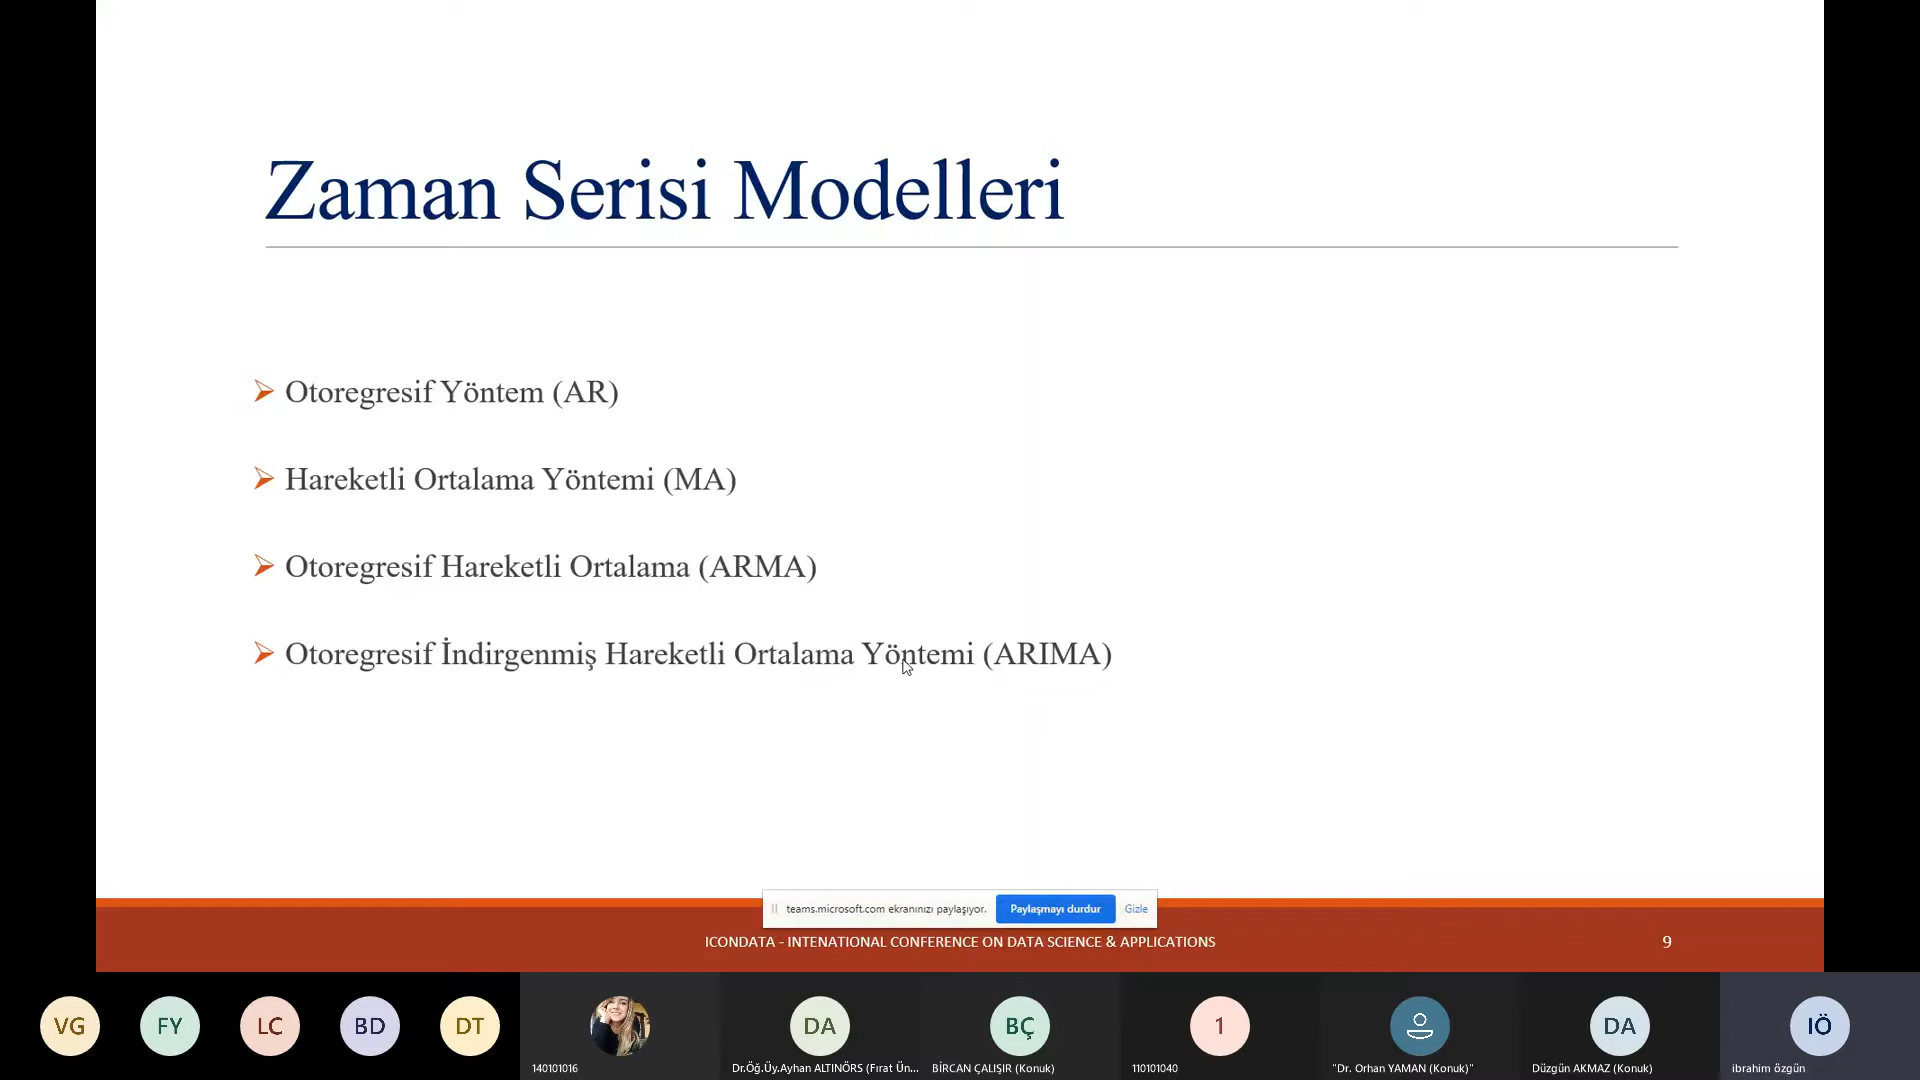 Zaman Serisi Modelleri
Otoregresif Yöntem (AR)
Hareketli Ortalama Yöntemi (MA)
Otoregresif Hareketli Ortalama (ARMA)
Otoregresif İndirgenmiş Hareketli Ortalama Yöntemi (ARIMA)
teams.microsoft.com ekranınızı paylaşıyor. Paylaşmayı durdur Gizle
ICONDATA - INTENATIONAL CONFERENCE ON DATA SCIENCE & APPLICATIONS 9
VG FY LC BD DT DA BÇ 1 DA IÖ
140101016 Dr.Öğ.Üy.Ayhan ALTINÖRS (Fırat Ün... BİRCAN ÇALIŞIR (Konuk) 110101040 "Dr. Orhan YAMAN (Konuk)" Düzgün AKMAZ (Konuk) ibrahim özgün